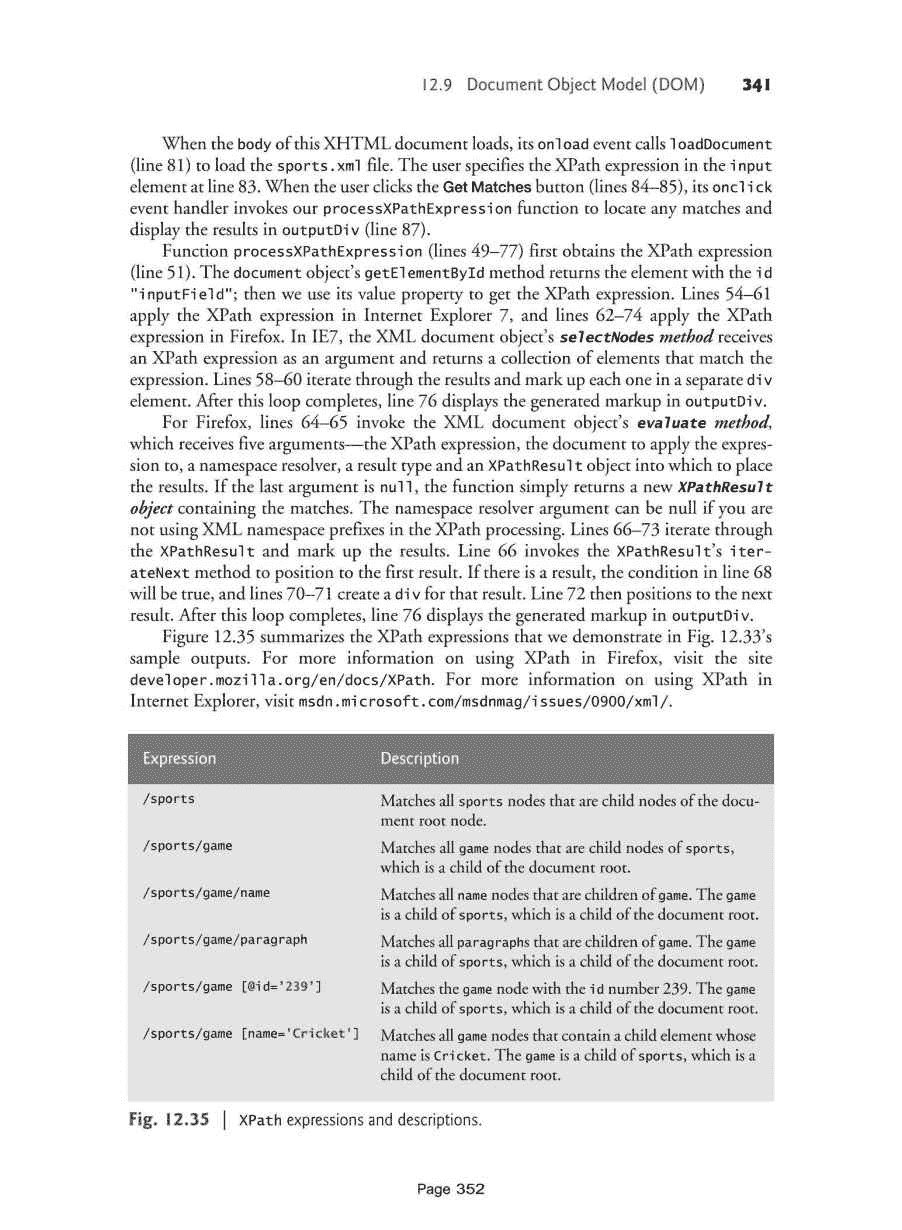 12.9 Document Object Model (DOM) 341
When the body of this XHTML document loads, its onload event calls loadDocument
(line 81) to load the sports.xml file. The user specifies the XPath expression in the input
element at line 83. When the user clicks the Get Matches button (lines 84–85), its onclick
event handler invokes our processXPathExpression function to locate any matches and
display the results in outputDiv (line 87).
Function processXPathExpression (lines 49–77) first obtains the XPath expression
(line 51). The document object's getElementById method returns the element with the id
"inputField"; then we use its value property to get the XPath expression. Lines 54–61
apply the XPath expression in Internet Explorer 7, and lines 62–74 apply the XPath
expression in Firefox. In IE7, the XML document object's selectNodes method receives
an XPath expression as an argument and returns a collection of elements that match the
expression. Lines 58–60 iterate through the results and mark up each one in a separate div
element. After this loop completes, line 76 displays the generated markup in outputDiv.
For Firefox, lines 64–65 invoke the XML document object's evaluate method,
which receives five arguments—the XPath expression, the document to apply the expres-
sion to, a namespace resolver, a result type and an XPathResult object into which to place
the results. If the last argument is null, the function simply returns a new XPathResult
object containing the matches. The namespace resolver argument can be null if you are
not using XML namespace prefixes in the XPath processing. Lines 66–73 iterate through
the XPathResult and mark up the results. Line 66 invokes the XPathResult's iter-
ateNext method to position to the first result. If there is a result, the condition in line 68
will be true, and lines 70–71 create a div for that result. Line 72 then positions to the next
result. After this loop completes, line 76 displays the generated markup in outputDiv.
Figure 12.35 summarizes the XPath expressions that we demonstrate in Fig. 12.33's
sample outputs. For more information on using XPath in Firefox, visit the site
developer.mozilla.org/en/docs/XPath. For more information on using XPath in
Internet Explorer, visit msdn.microsoft.com/msdnmag/issues/0900/xml/.
Expression Description
/sports Matches all sports nodes that are child nodes of the docu-
ment root node.
/sports/game Matches all game nodes that are child nodes of sports,
which is a child of the document root.
/sports/game/name Matches all name nodes that are children of game. The game
is a child of sports, which is a child of the document root.
/sports/game/paragraph Matches all paragraphs that are children of game. The game
is a child of sports, which is a child of the document root.
/sports/game [@id='239'] Matches the game node with the id number 239. The game
is a child of sports, which is a child of the document root.
/sports/game [name='Cricket'] Matches all game nodes that contain a child element whose
name is Cricket. The game is a child of sports, which is a
child of the document root.
Fig. 12.35 | XPath expressions and descriptions.
Page 352